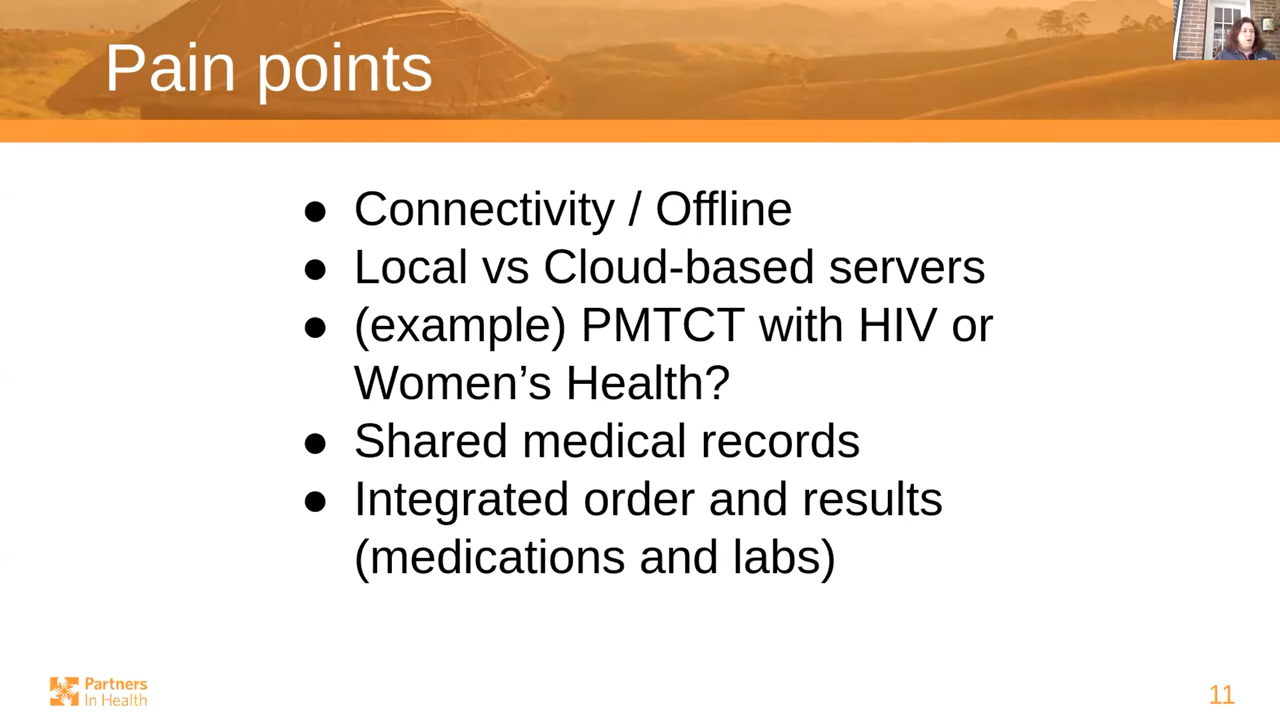 Pain points
● Connectivity / Offline
● Local vs Cloud-based servers
● (example) PMTCT with HIV or
Women’s Health?
● Shared medical records
● Integrated order and results
(medications and labs)
Partners
In Health
11